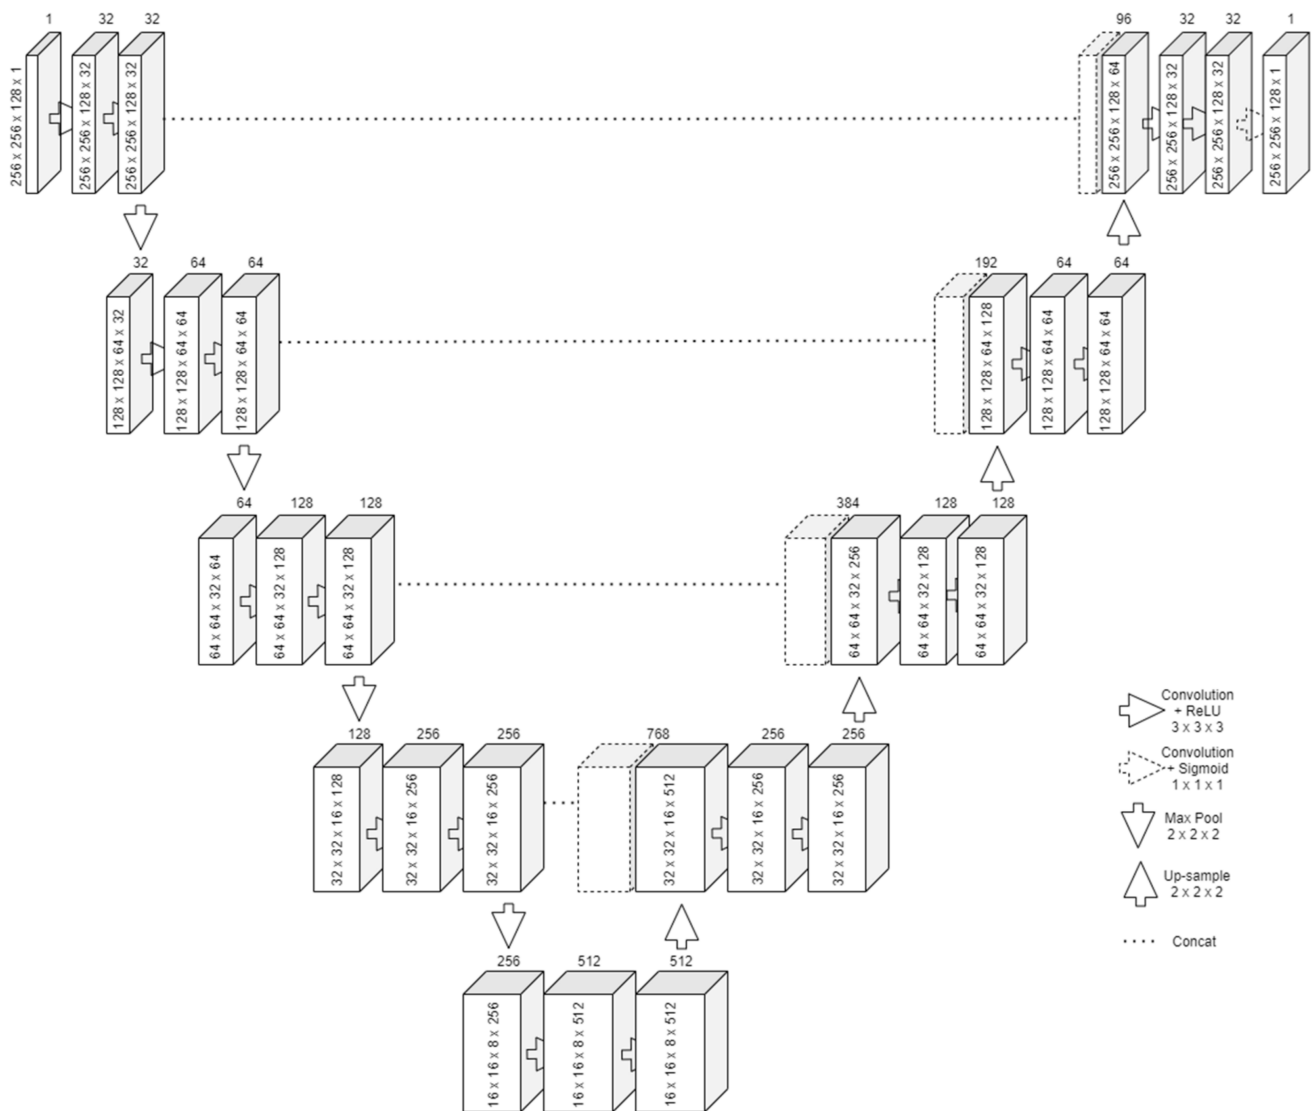 1 32 32 96 32 32 1
256 x 256 x 128 x 1
256 x 256 x 128 x 32
256 x 256 x 128 x 32
256 x 256 x 128 x 64
256 x 256 x 128 x 32
256 x 256 x 128 x 32
256 x 256 x 128 x 1
32 64 64 192 64 64
128 x 128 x 64 x 32
128 x 128 x 64 x 64
128 x 128 x 64 x 64
128 x 128 x 64 x 128
128 x 128 x 64 x 64
128 x 128 x 64 x 64
64 128 128 384 128 128
64 x 64 x 32 x 64
64 x 64 x 32 x 128
64 x 64 x 32 x 128
64 x 64 x 32 x 256
64 x 64 x 32 x 128
64 x 64 x 32 x 128
128 256 256 768 256 256
32 x 32 x 16 x 128
32 x 32 x 16 x 256
32 x 32 x 16 x 256
32 x 32 x 16 x 512
32 x 32 x 16 x 256
32 x 32 x 16 x 256
256 512 512
16 x 16 x 8 x 256
16 x 16 x 8 x 512
16 x 16 x 8 x 512
Convolution
+ ReLU
3 x 3 x 3
Convolution
+ Sigmoid
1 x 1 x 1
Max Pool
2 x 2 x 2
Up-sample
2 x 2 x 2
Concat